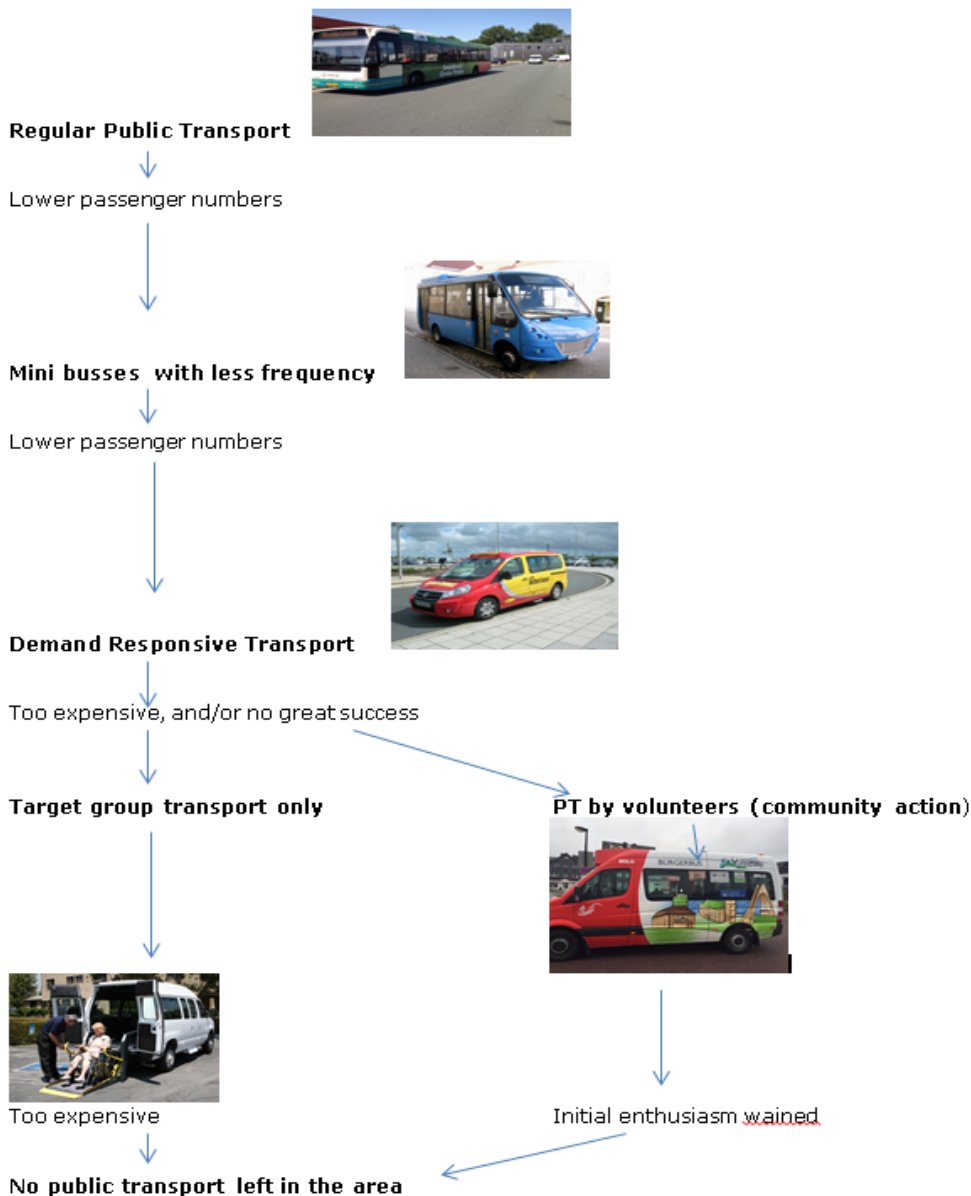 Regular Public Transport
Lower passenger numbers
Mini busses with less frequency
Lower passenger numbers
Demand Responsive Transport
Too expensive, and/or no great success
Target group transport only
PT by volunteers (community action)
BÜRGERBUS
Too expensive
Initial enthusiasm wained
No public transport left in the area